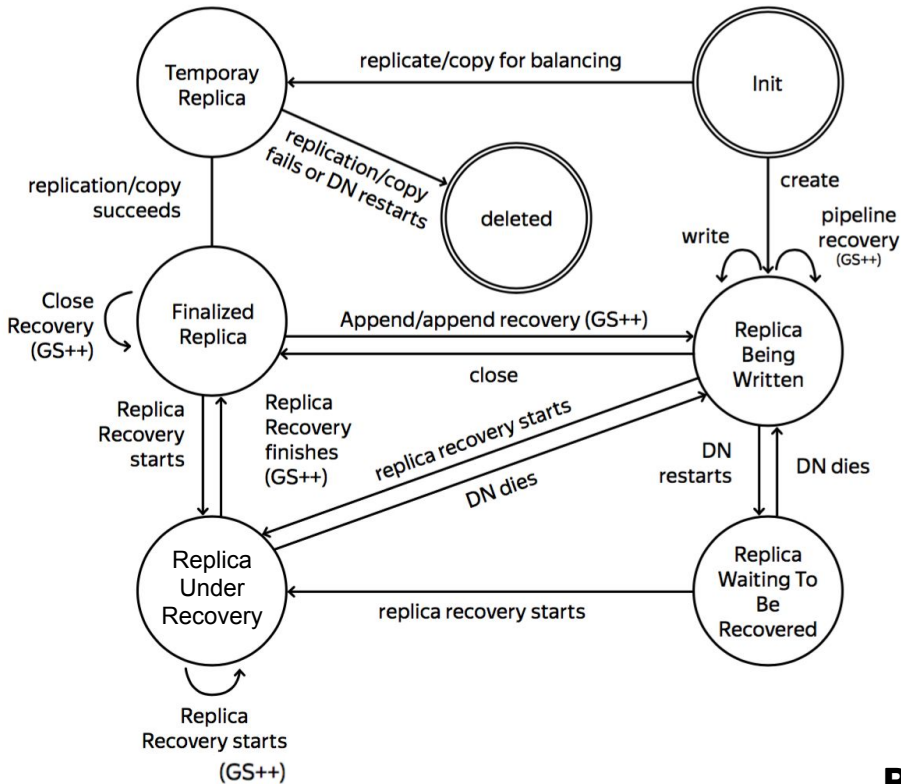 Temporay
Replica
replicate/copy for balancing
Init
replication/copy
fails or DN restarts
deleted
replication/copy
succeeds
create
write
pipeline
recovery
(GS++)
Close
Recovery
(GS++)
Finalized
Replica
Append/append recovery (GS++)
close
Replica
Being
Written
Replica
Recovery
starts
Replica
Recovery
finishes
(GS++)
replica recovery starts
DN dies
DN
restarts
DN dies
Replica
Under
Recovery
replica recovery starts
Replica
Waiting To
Be
Recovered
Replica
Recovery starts
(GS++)